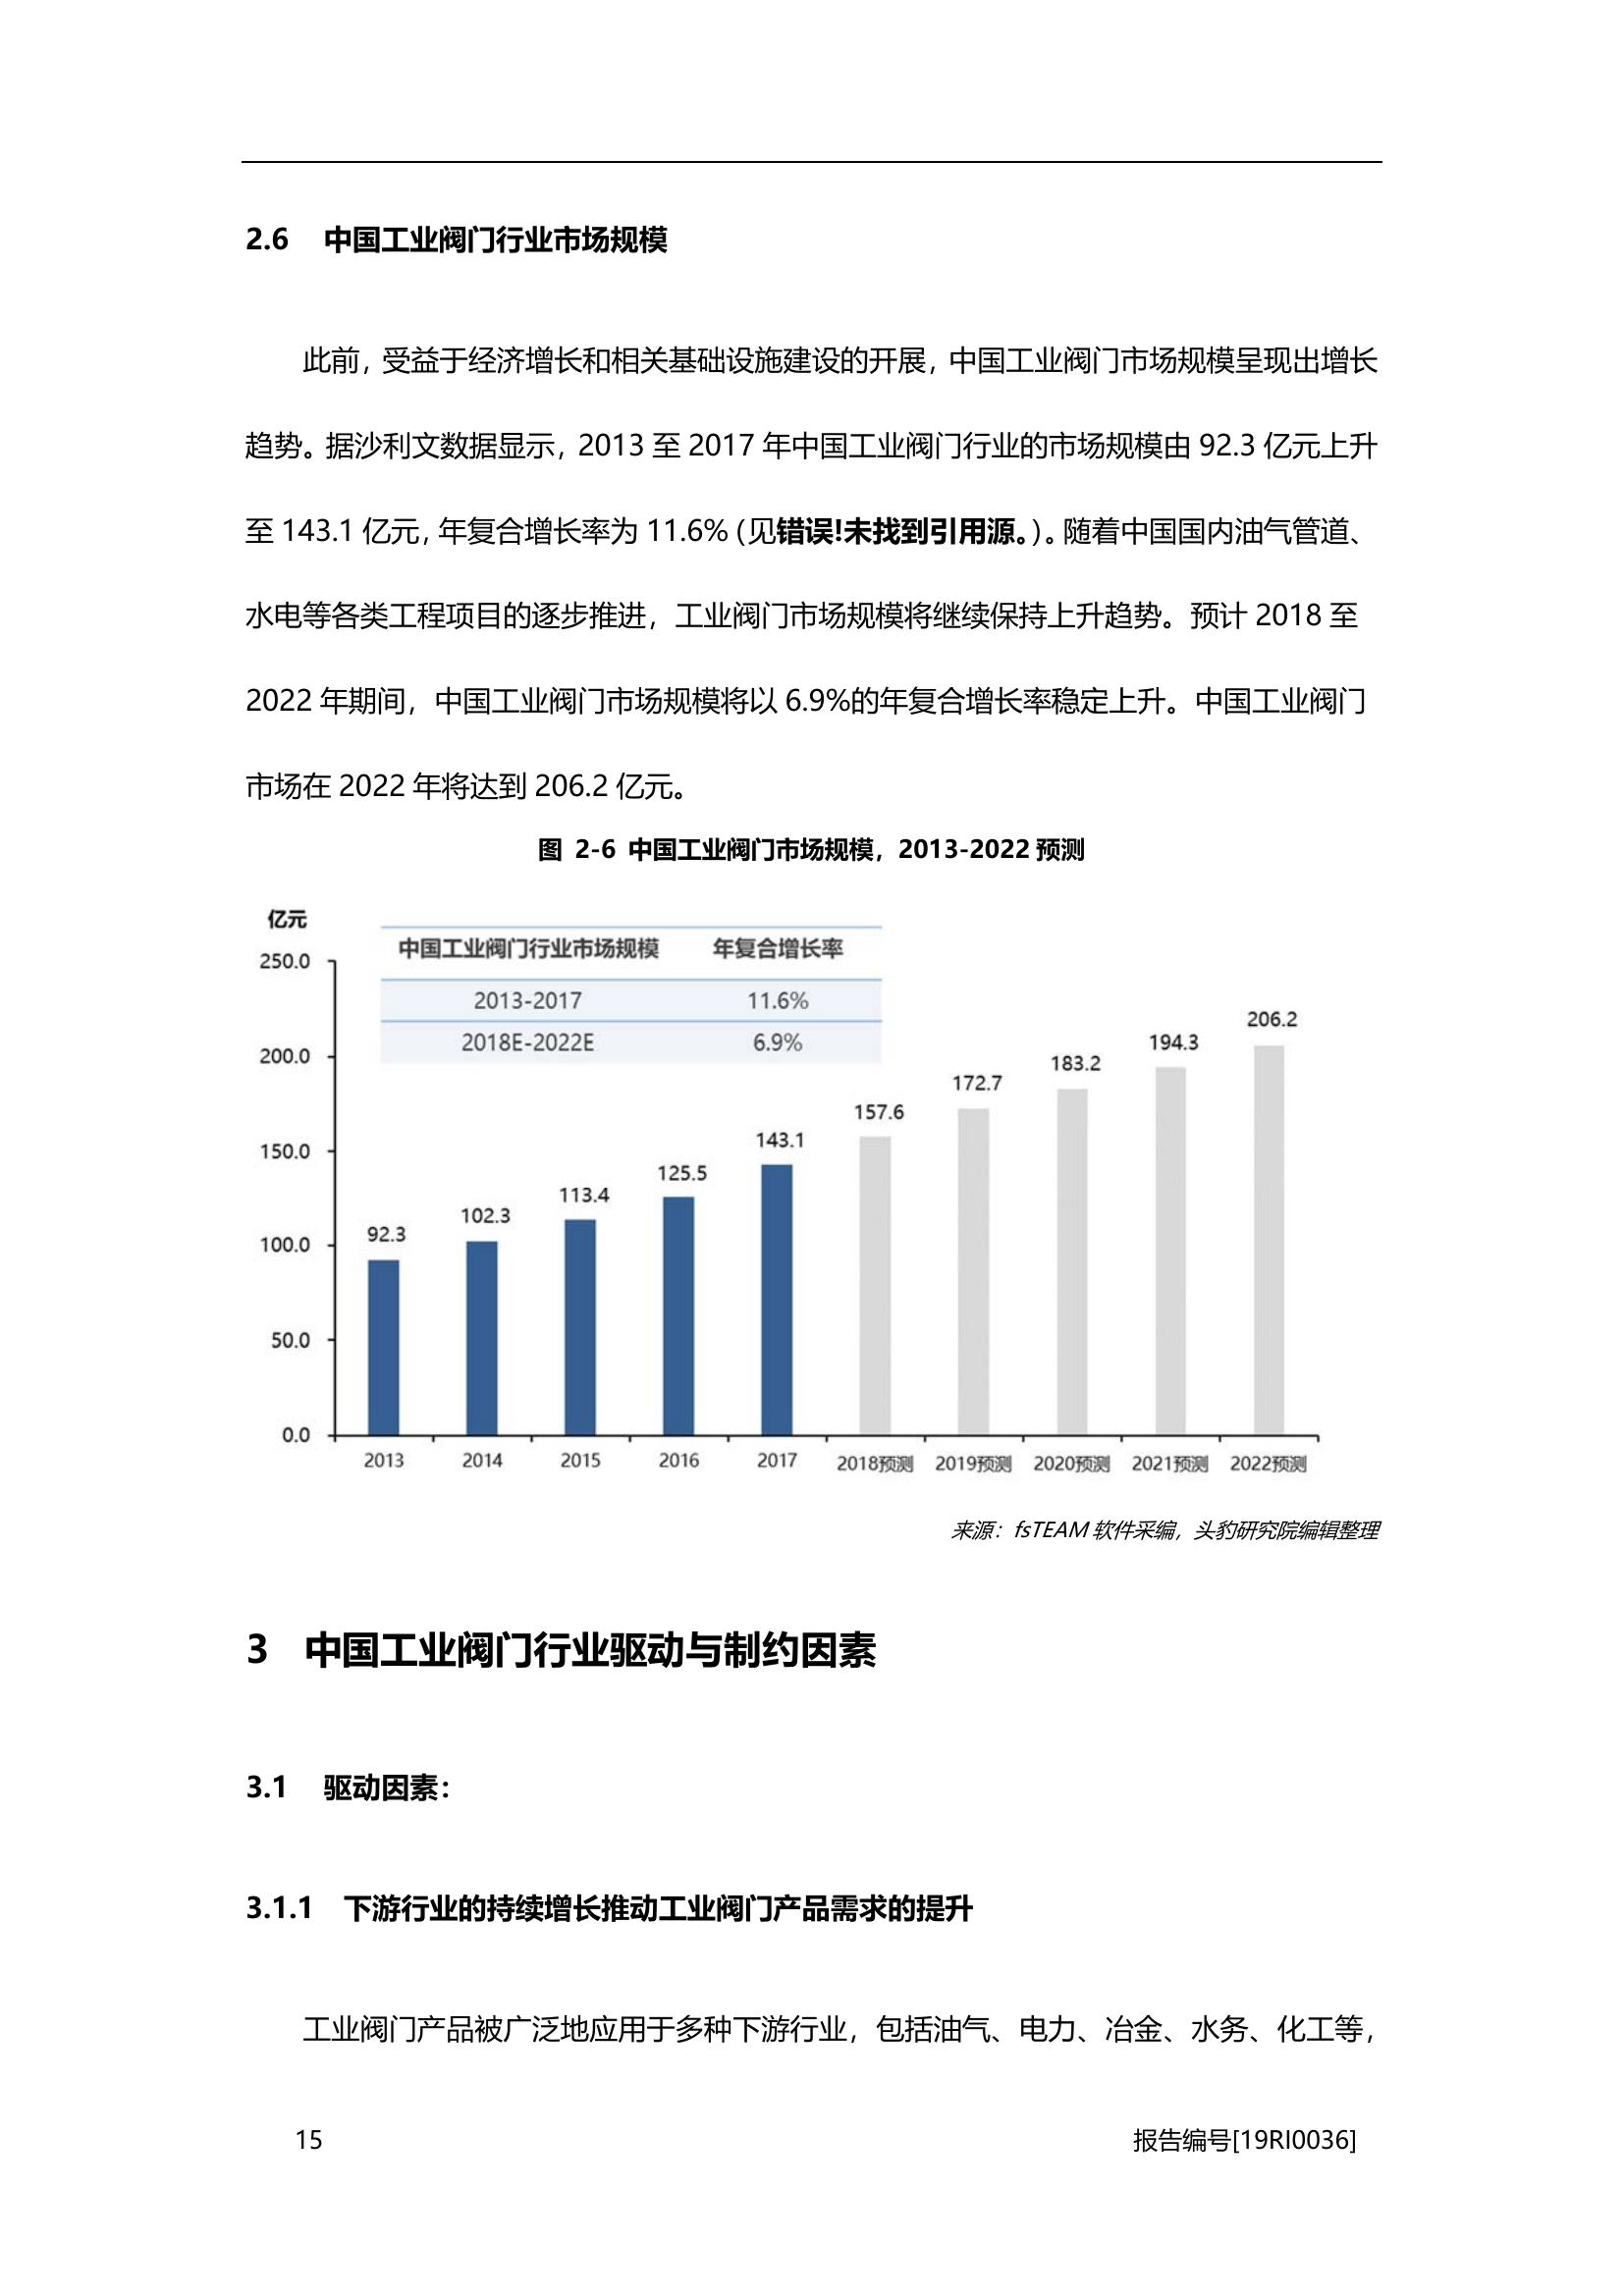 2.6 中国工业阀门行业市场规模
此前，受益于经济增长和相关基础设施建设的开展，中国工业阀门市场规模呈现出增长
趋势。据沙利文数据显示，2013 至 2017 年中国工业阀门行业的市场规模由 92.3 亿元上升
至 143.1 亿元，年复合增长率为 11.6%（见错误!未找到引用源。）。随着中国国内油气管道、
水电等各类工程项目的逐步推进，工业阀门市场规模将继续保持上升趋势。预计 2018 至
2022 年期间，中国工业阀门市场规模将以 6.9%的年复合增长率稳定上升。中国工业阀门
市场在 2022 年将达到 206.2 亿元。
图 2-6 中国工业阀门市场规模，2013-2022 预测
亿元
中国工业阀门行业市场规模 年复合增长率
2013-2017 11.6%
2018E-2022E 6.9%
250.0
200.0
150.0
100.0
50.0
0.0
92.3
102.3
113.4
125.5
143.1
157.6
172.7
183.2
194.3
206.2
2013 2014 2015 2016 2017 2018预测 2019预测 2020预测 2021预测 2022预测
来源：fsTEAM 软件采编，头豹研究院编辑整理
3 中国工业阀门行业驱动与制约因素
3.1 驱动因素：
3.1.1 下游行业的持续增长推动工业阀门产品需求的提升
工业阀门产品被广泛地应用于多种下游行业，包括油气、电力、冶金、水务、化工等，
15 报告编号[19RI0036]